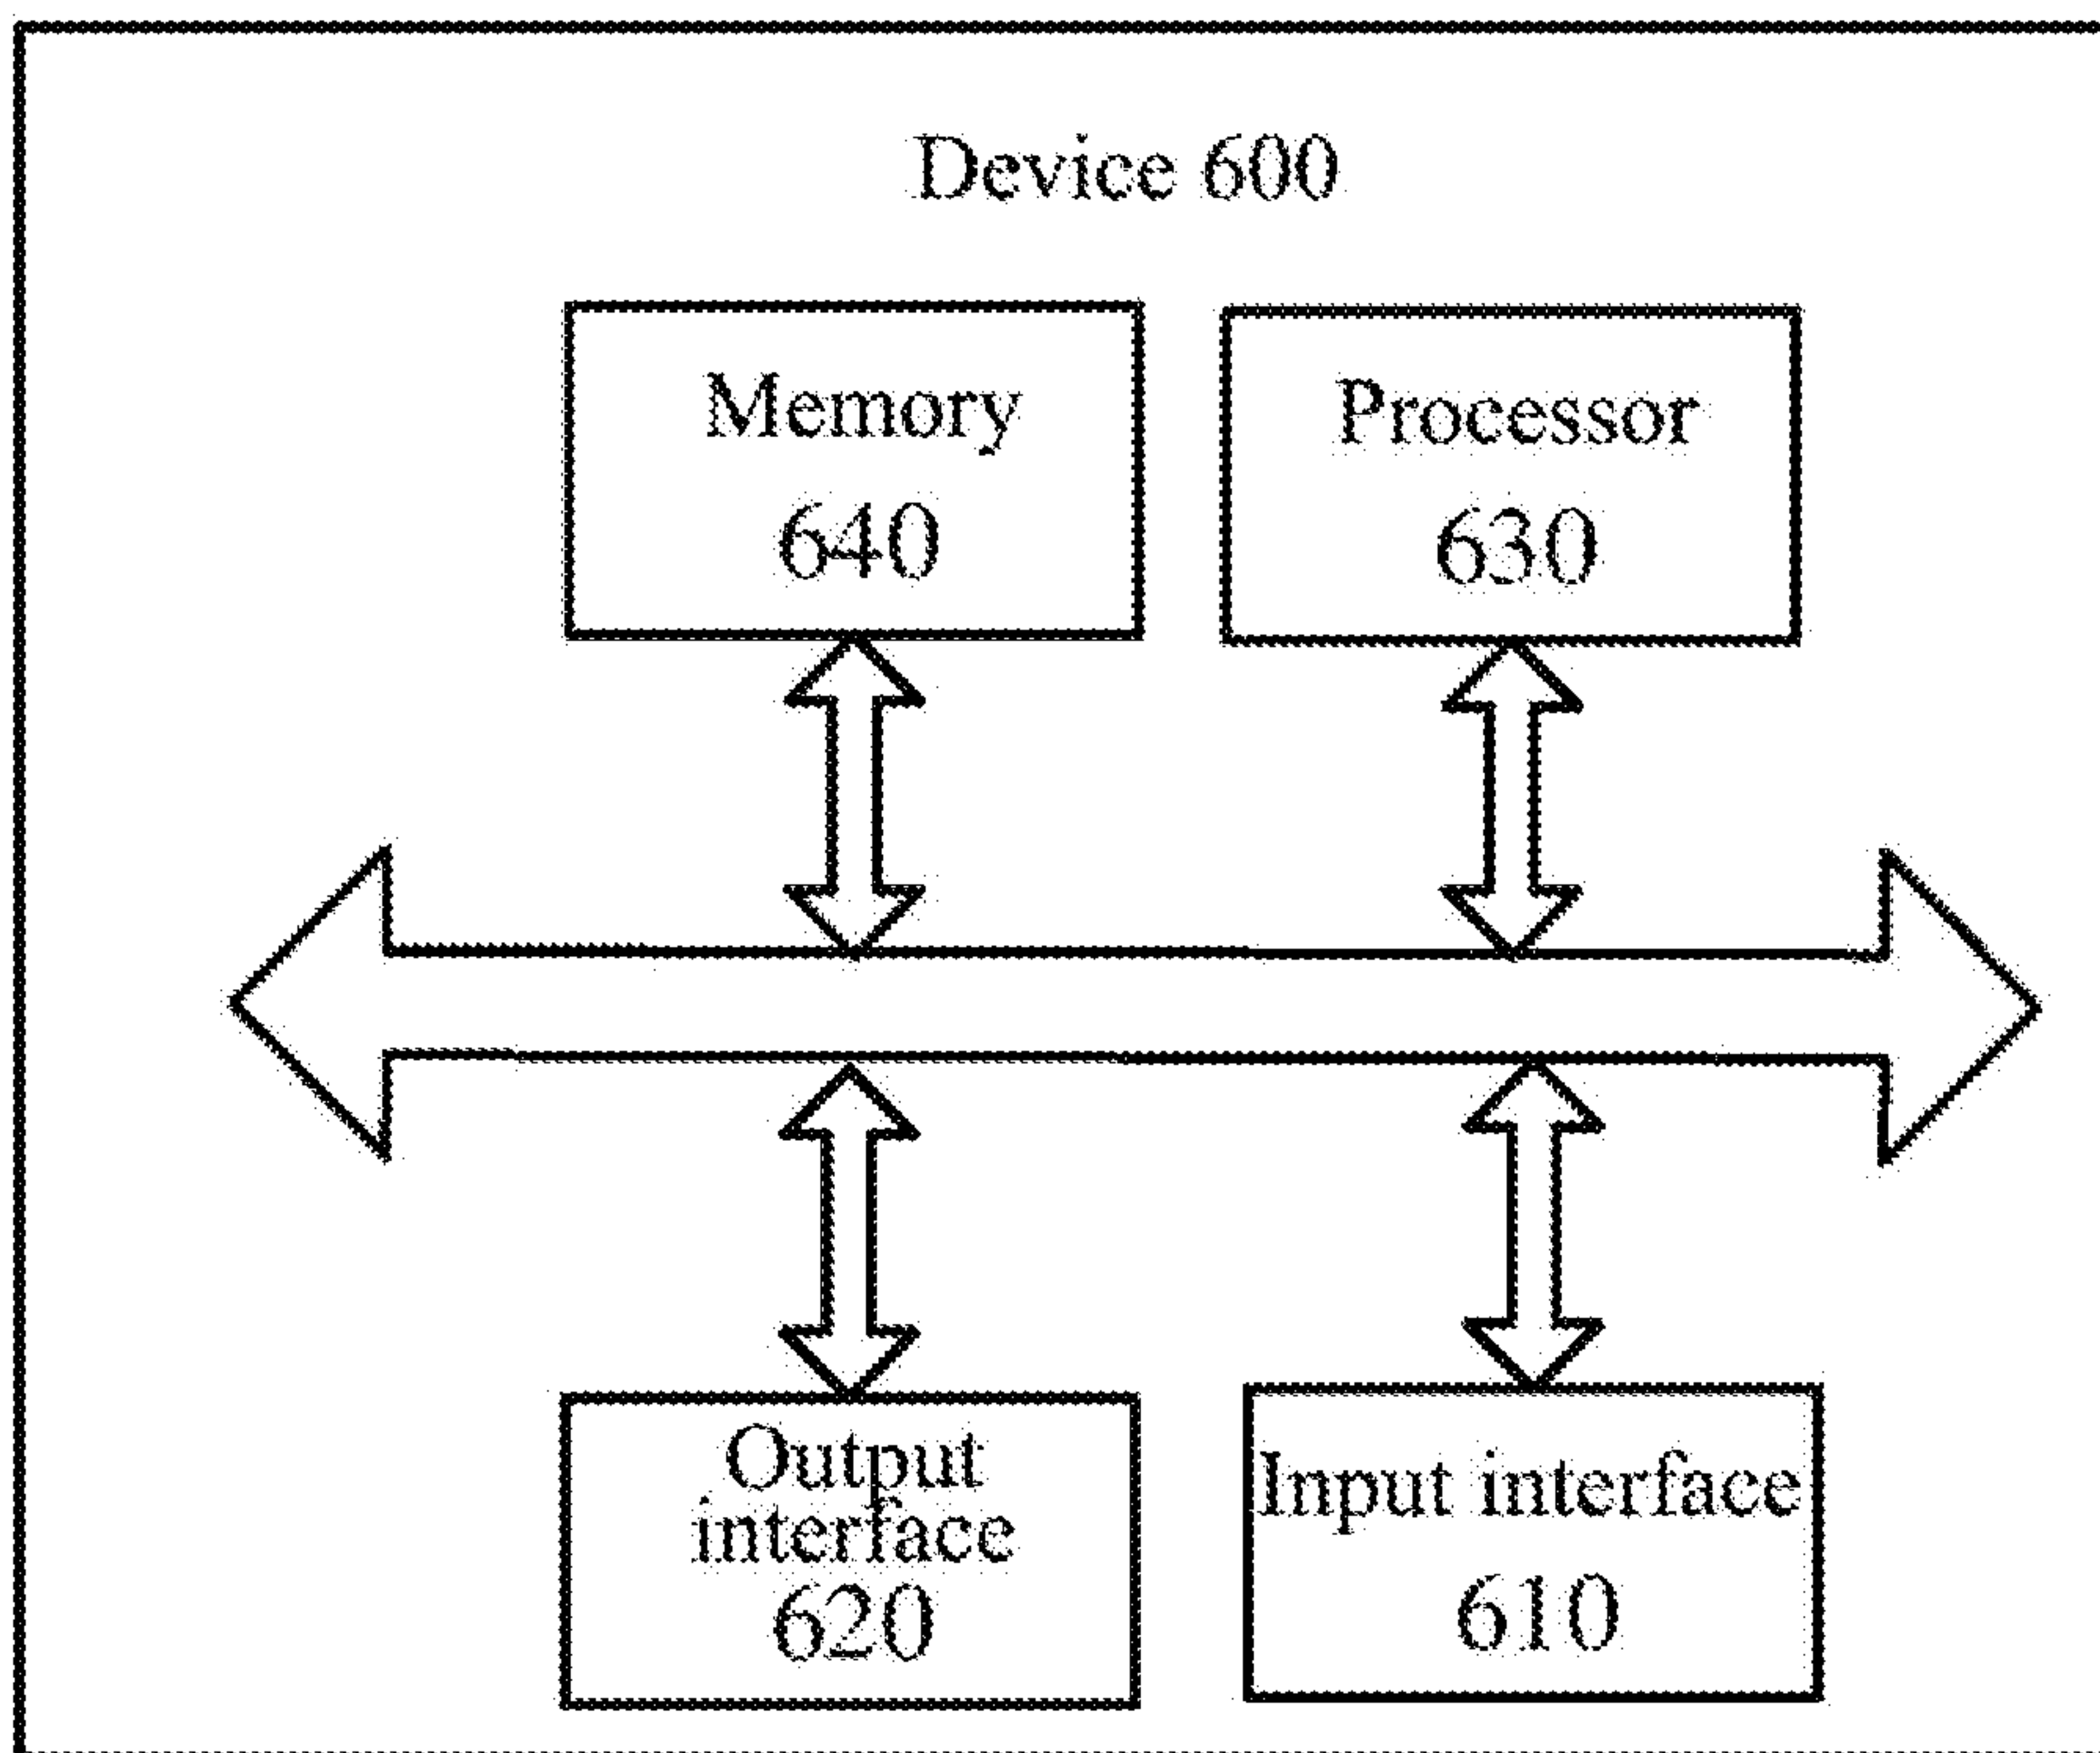 Device 600
Memory
640
Processor
630
Output
interface
620
Input interface
610